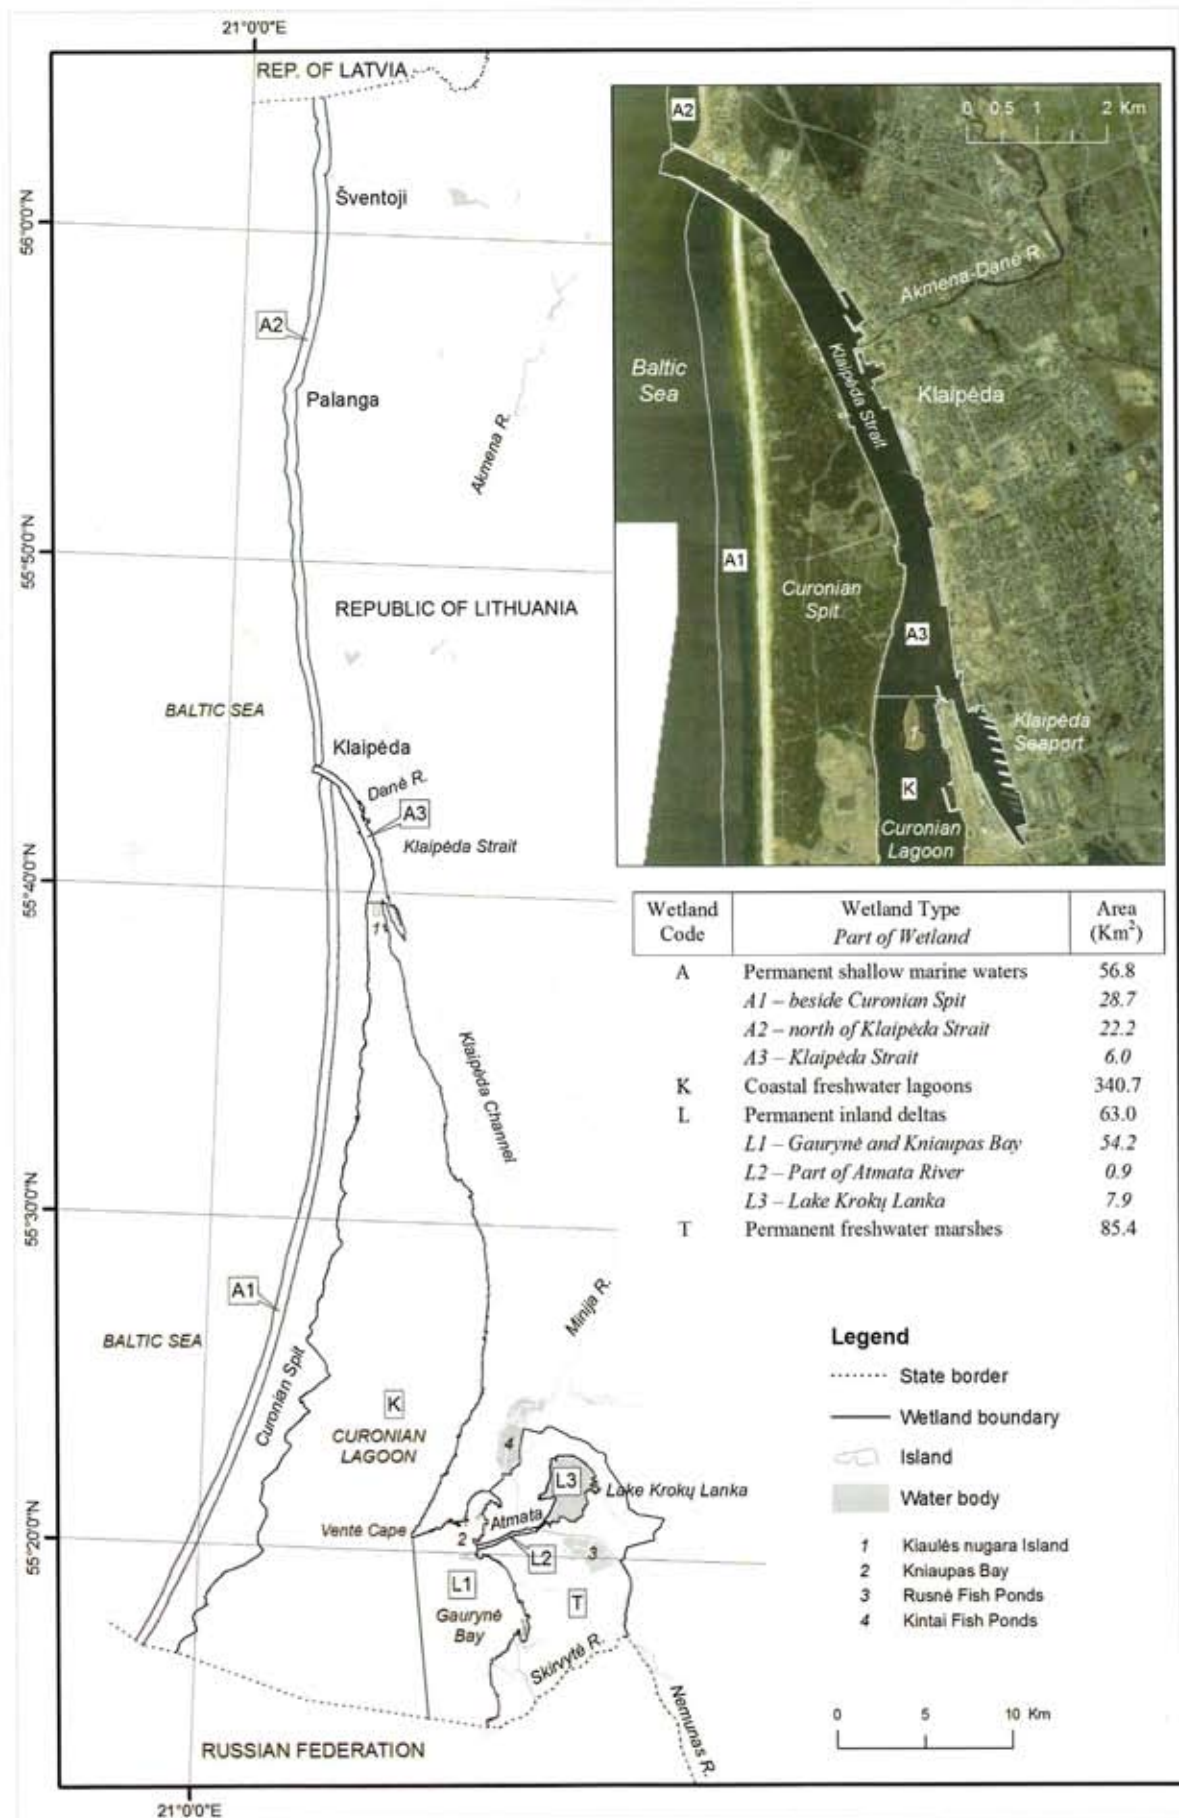 21°0'0"E
REP. OF LATVIA
56°0'0"N
Šventoji
A2
Palanga
Akmena R.
55°50'0"N
REPUBLIC OF LITHUANIA
BALTIC SEA
Klaipėda
Danė R.
A3
Klaipėda Strait
55°40'0"N
1
Klaipėda Channel
55°30'0"N
A1
BALTIC SEA
Curonian Spit
Minija R.
K
CURONIAN
LAGOON
4
L3
Lake Krokų Lanka
Ventė Cape
Atmata
2
L2
3
55°20'0"N
L1
T
Gaurynė
Bay
Skirvytė R.
Nemunas R.
RUSSIAN FEDERATION
21°0'0"E
A2
0 0.5 1 2 Km
Akmena-Danė R.
Baltic
Sea
Klaipėda Strait
Klaipėda
A1
Curonian
Spit
A3
1
Klaipėda
Seaport
K
Curonian
Lagoon
Wetland Code Wetland Type Part of Wetland Area (Km²)
A Permanent shallow marine waters 56.8
A1 – beside Curonian Spit 28.7
A2 – north of Klaipėda Strait 22.2
A3 – Klaipėda Strait 6.0
K Coastal freshwater lagoons 340.7
L Permanent inland deltas 63.0
L1 – Gaurynė and Kniaupas Bay 54.2
L2 – Part of Atmata River 0.9
L3 – Lake Krokų Lanka 7.9
T Permanent freshwater marshes 85.4
Legend
State border
Wetland boundary
Island
Water body
1 Kiaulės nugara Island
2 Kniaupas Bay
3 Rusnė Fish Ponds
4 Kintai Fish Ponds
0 5 10 Km